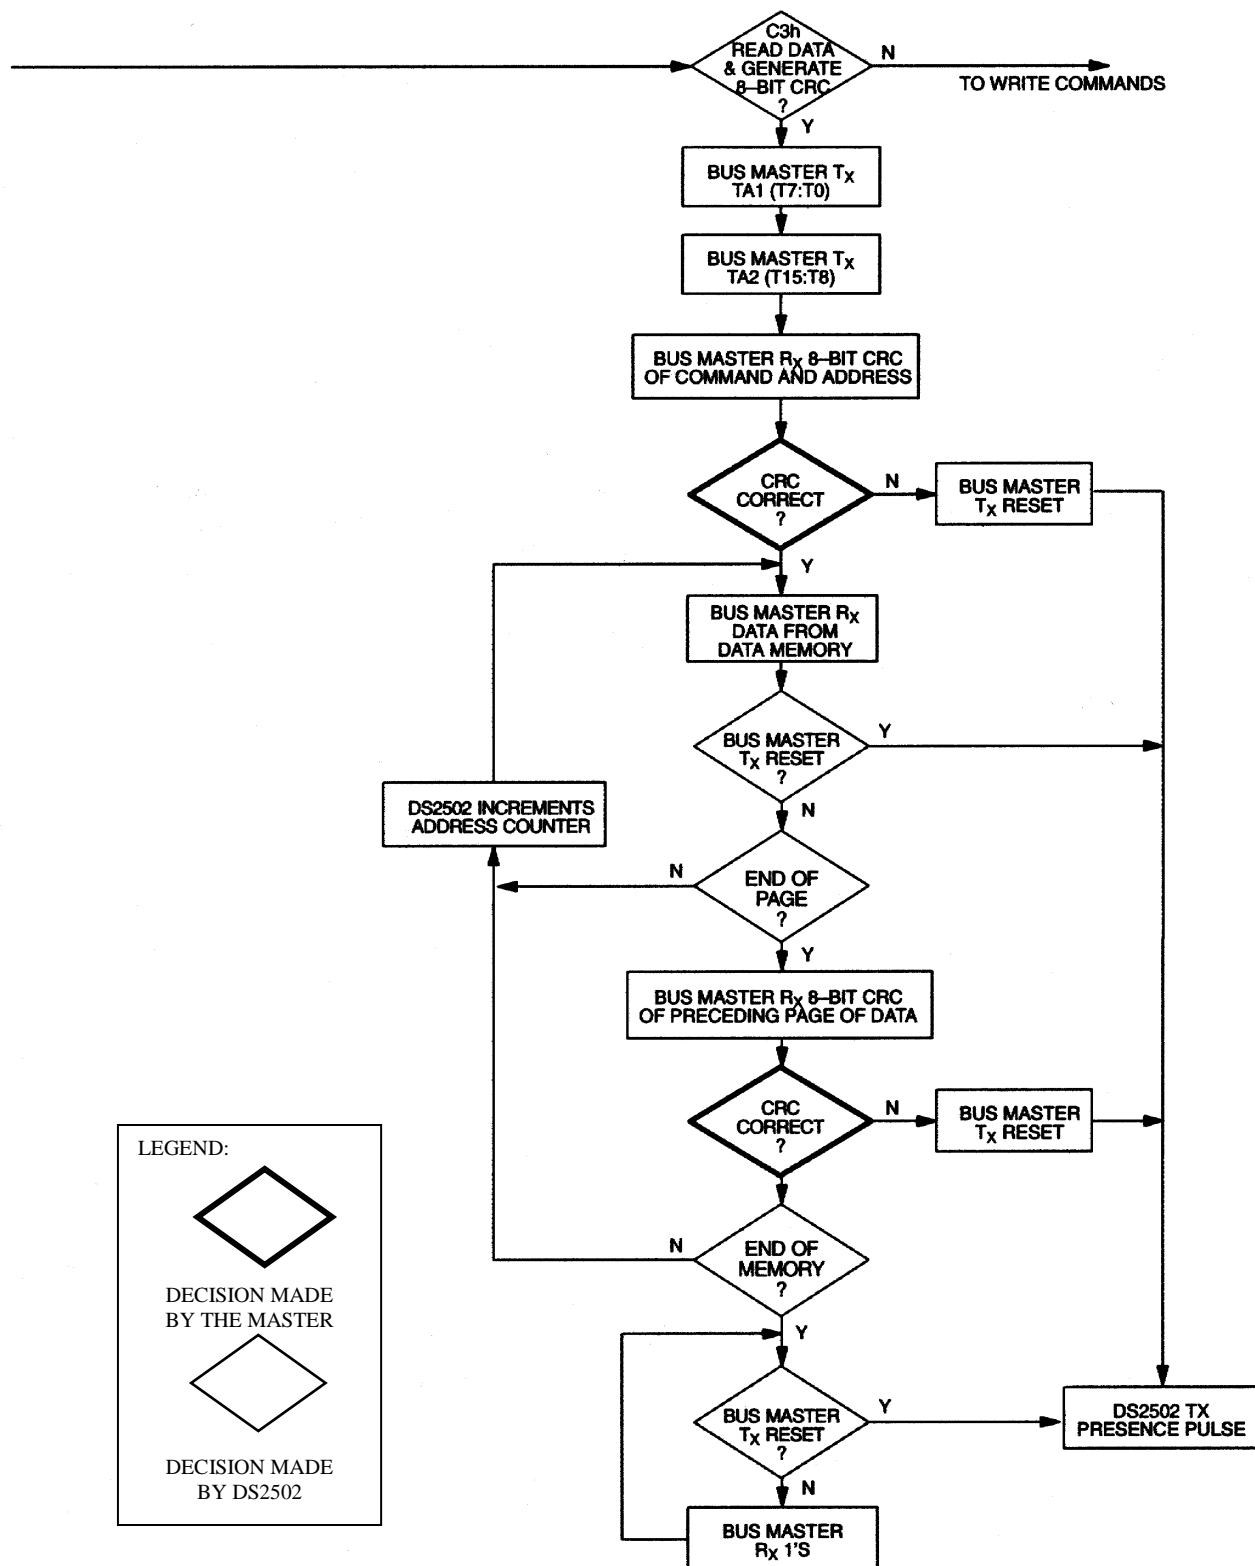 C3h
READ DATA
& GENERATE
8–BIT CRC
?
N
TO WRITE COMMANDS
Y
BUS MASTER TX
TA1 (T7:T0)
BUS MASTER TX
TA2 (T15:T8)
BUS MASTER RX 8–BIT CRC
OF COMMAND AND ADDRESS
CRC
CORRECT
?
N
BUS MASTER
TX RESET
Y
BUS MASTER RX
DATA FROM
DATA MEMORY
BUS MASTER
TX RESET
?
Y
N
DS2502 INCREMENTS
ADDRESS COUNTER
END OF
PAGE
?
N
Y
BUS MASTER RX 8–BIT CRC
OF PRECEDING PAGE OF DATA
CRC
CORRECT
?
N
BUS MASTER
TX RESET
END OF
MEMORY
?
N
Y
BUS MASTER
TX RESET
?
Y
DS2502 TX
PRESENCE PULSE
N
BUS MASTER
RX 1'S
LEGEND:
DECISION MADE
BY THE MASTER
DECISION MADE
BY DS2502